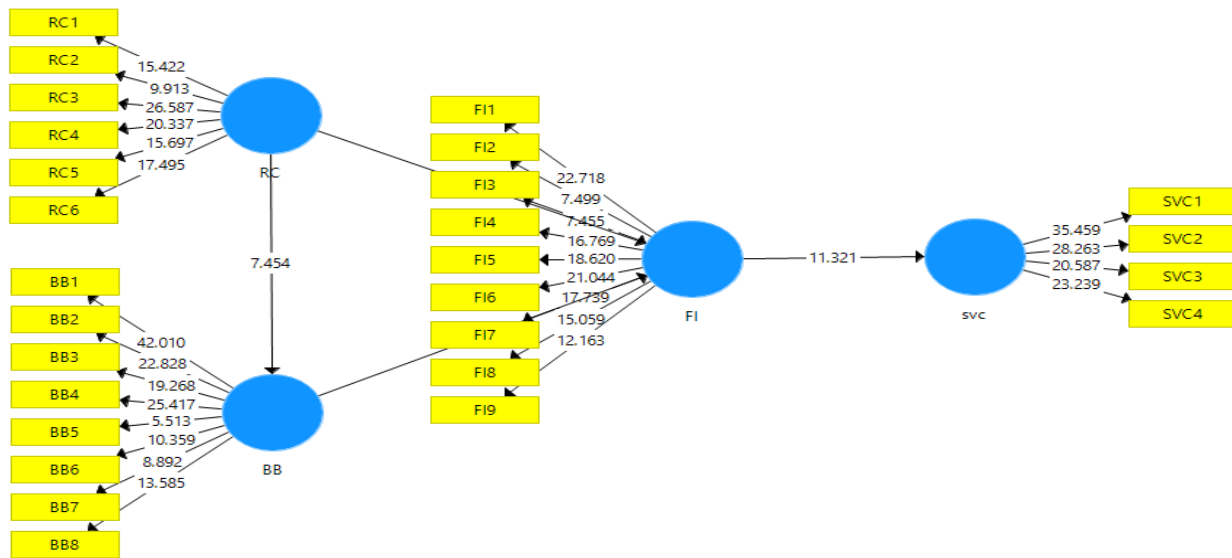 RC1
RC2
RC3
RC4
RC5
RC6
15.422
9.913
26.587
20.337
15.697
17.495
RC
7.454
BB1
BB2
BB3
BB4
BB5
BB6
BB7
BB8
42.010
22.828
19.268
25.417
5.513
10.359
8.892
13.585
BB
FI1
FI2
FI3
FI4
FI5
FI6
FI7
FI8
FI9
22.718
7.499
7.455
16.769
18.620
21.044
17.739
15.059
12.163
FI
11.321
svc
35.459
28.263
20.587
23.239
SVC1
SVC2
SVC3
SVC4